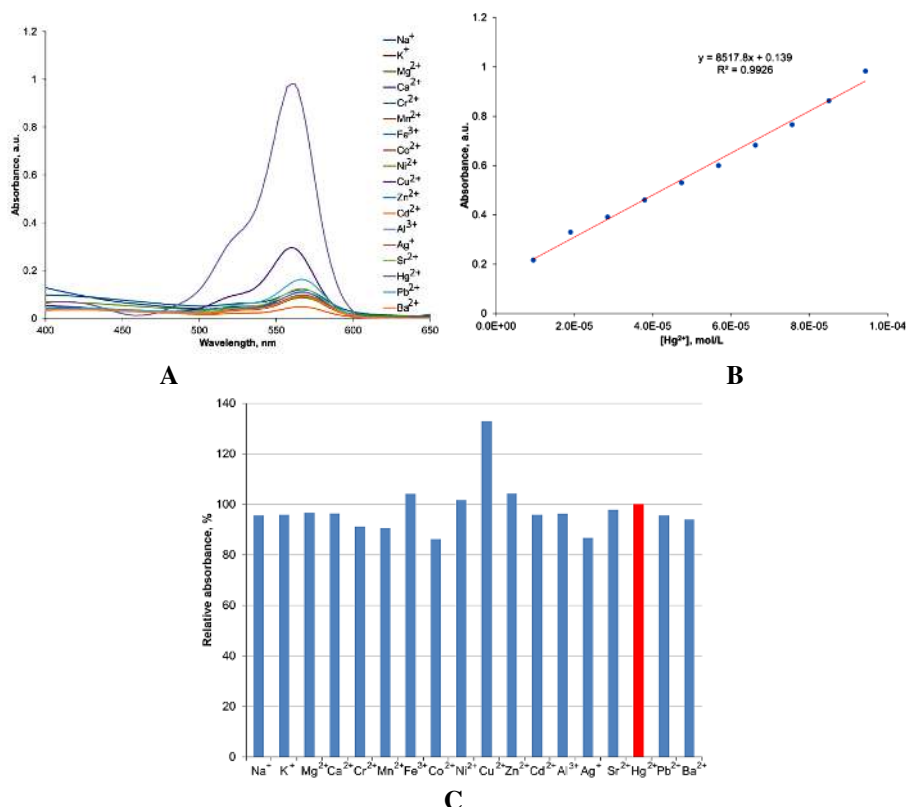 1.2
1
0.8
0.6
0.4
0.2
0
400
450
500
550
600
650
Absorbance, a.u.
Wavelength, nm
Na+
K+
Mg2+
Ca2+
Cr2+
Mn2+
Fe3+
Co2+
Ni2+
Cu2+
Zn2+
Cd2+
Al3+
Ag+
Sr2+
Hg2+
Pb2+
Ba2+
A
1.2
1
0.8
0.6
0.4
0.2
0
Absorbance, a.u.
y = 8517.8x + 0.139
R² = 0.9926
0.0E+00 2.0E-05 4.0E-05 6.0E-05 8.0E-05 1.0E-04
[Hg2+], mol/L
B
140
120
100
80
60
40
20
0
Relative absorbance, %
Na+ K+ Mg2+ Ca2+ Cr2+ Mn2+ Fe3+ Co2+ Ni2+ Cu2+ Zn2+ Cd2+ Al3+ Ag+ Sr2+ Hg2+ Pb2+ Ba2+
C